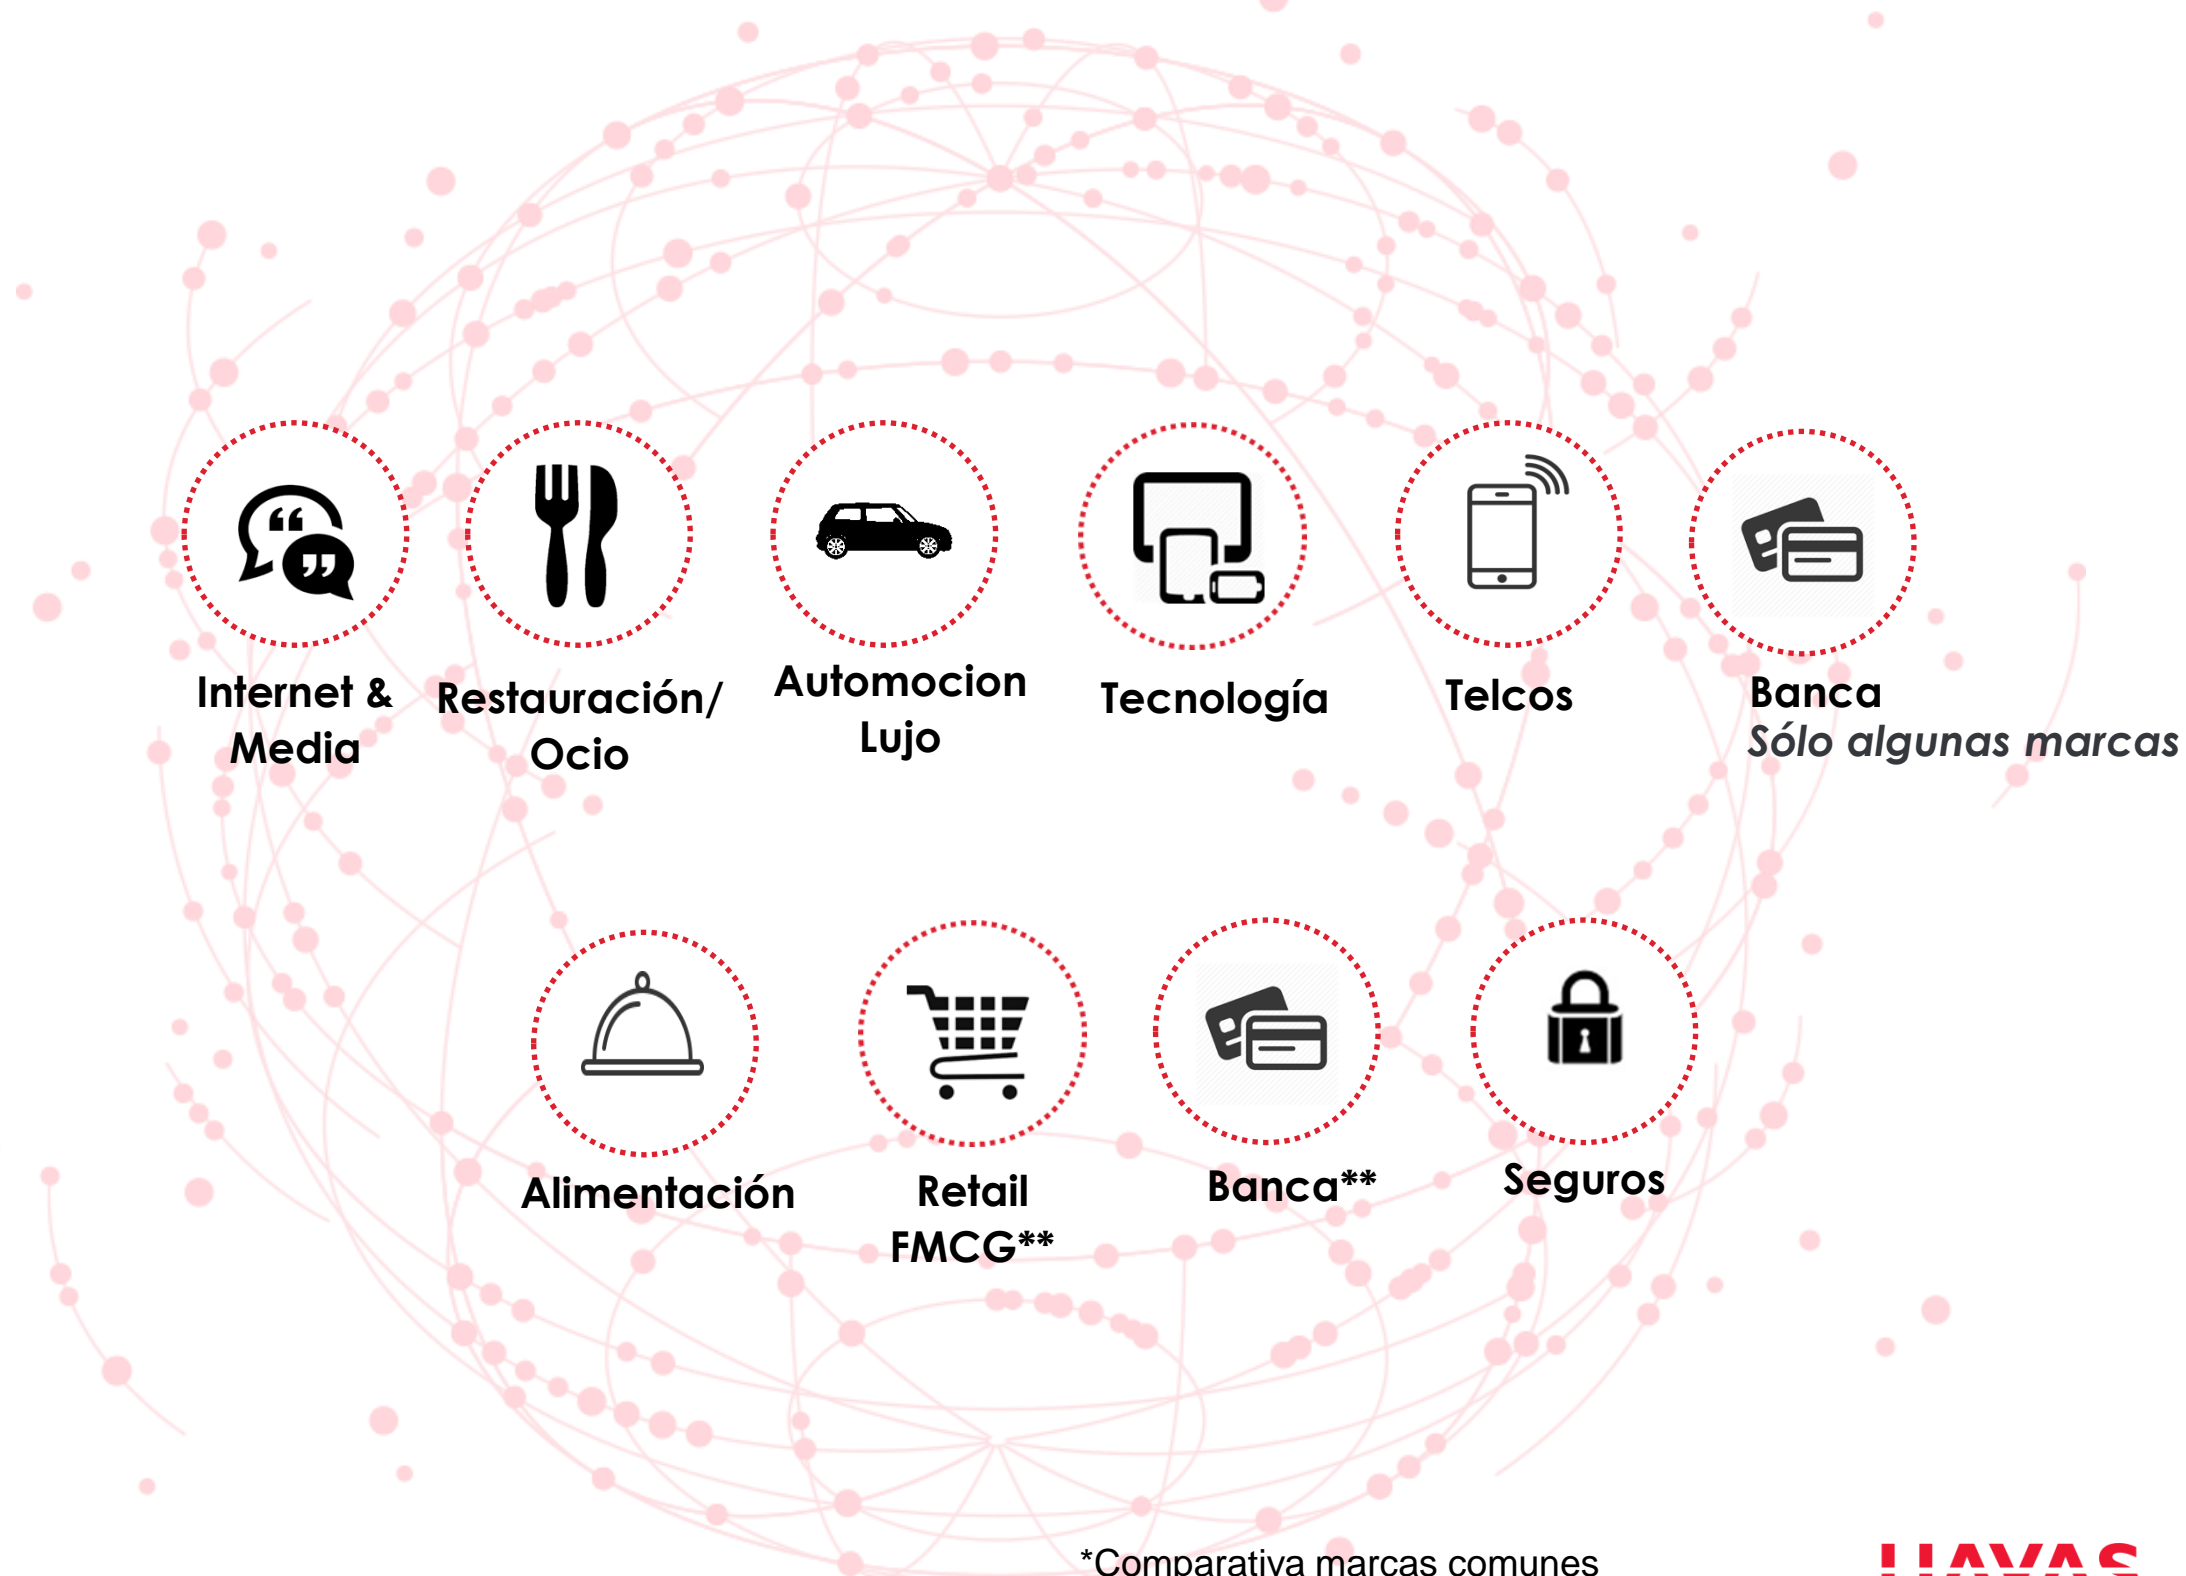 Internet &
Media
Restauración/
Ocio
Automocion
Lujo
Tecnología
Telcos
Banca
Sólo algunas marcas
Alimentación
Retail
FMCG**
Banca**
Seguros
*Comparativa marcas comunes
HAVAS